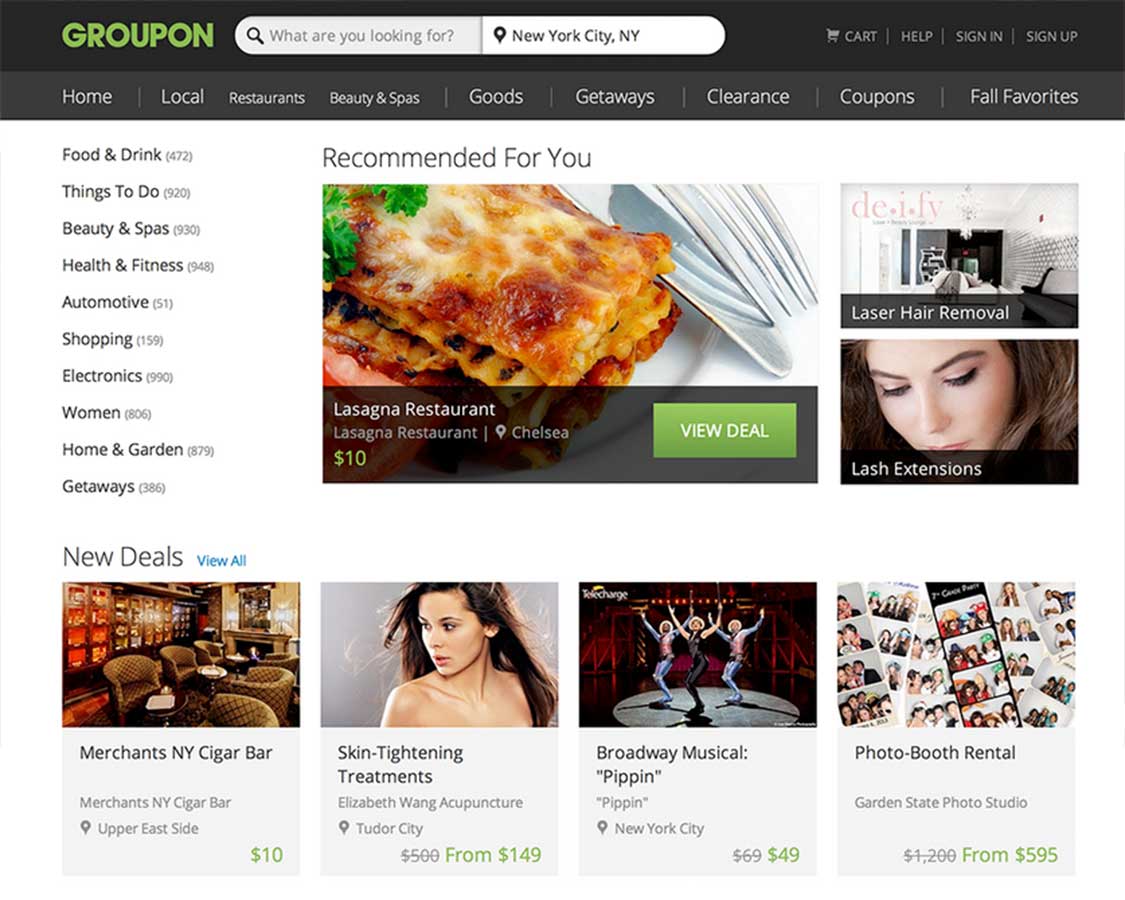 GROUPON
What are you looking for?
New York City, NY
CART | HELP | SIGN IN | SIGN UP
Home | Local Restaurants Beauty & Spas | Goods | Getaways | Clearance | Coupons | Fall Favorites
Food & Drink (472)
Things To Do (920)
Beauty & Spas (930)
Health & Fitness (948)
Automotive (51)
Shopping (159)
Electronics (990)
Women (806)
Home & Garden (879)
Getaways (386)
Recommended For You
Lasagna Restaurant
Lasagna Restaurant | Chelsea
$10
VIEW DEAL
de·i·fy
Laser Hair Removal
Lash Extensions
New Deals View All
Merchants NY Cigar Bar
Merchants NY Cigar Bar
Upper East Side
$10
Skin-Tightening
Treatments
Elizabeth Wang Acupuncture
Tudor City
$500 From $149
Telecharge
Broadway Musical:
"Pippin"
"Pippin"
New York City
$69 $49
7th GRADE PARTY
Photo-Booth Rental
Garden State Photo Studio
$1,200 From $595